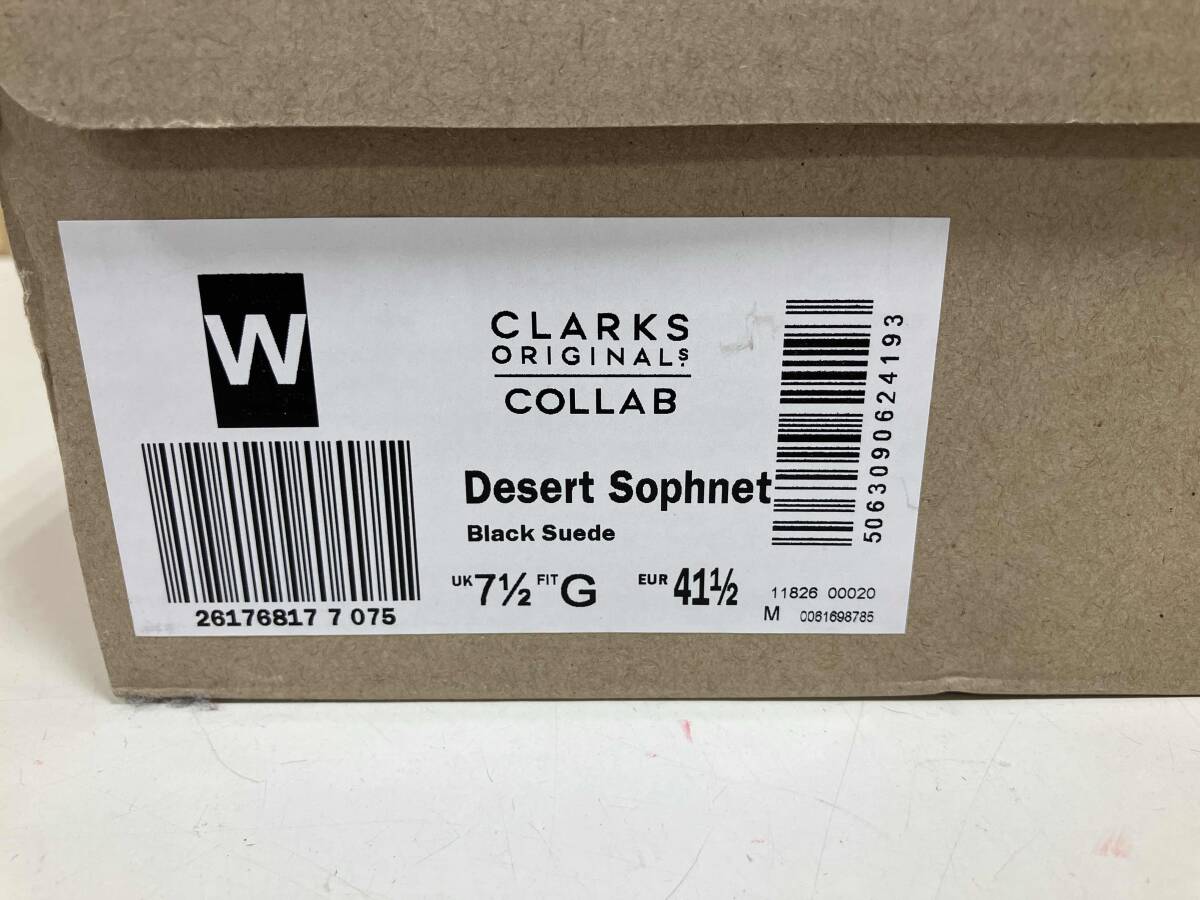 W
CLARKS
ORIGINALS.
COLLAB
5063090624193
Desert Sophnet
Black Suede
UK 7½ FIT G EUR 41½
11826 00020
M 0061698785
26176817 7 075